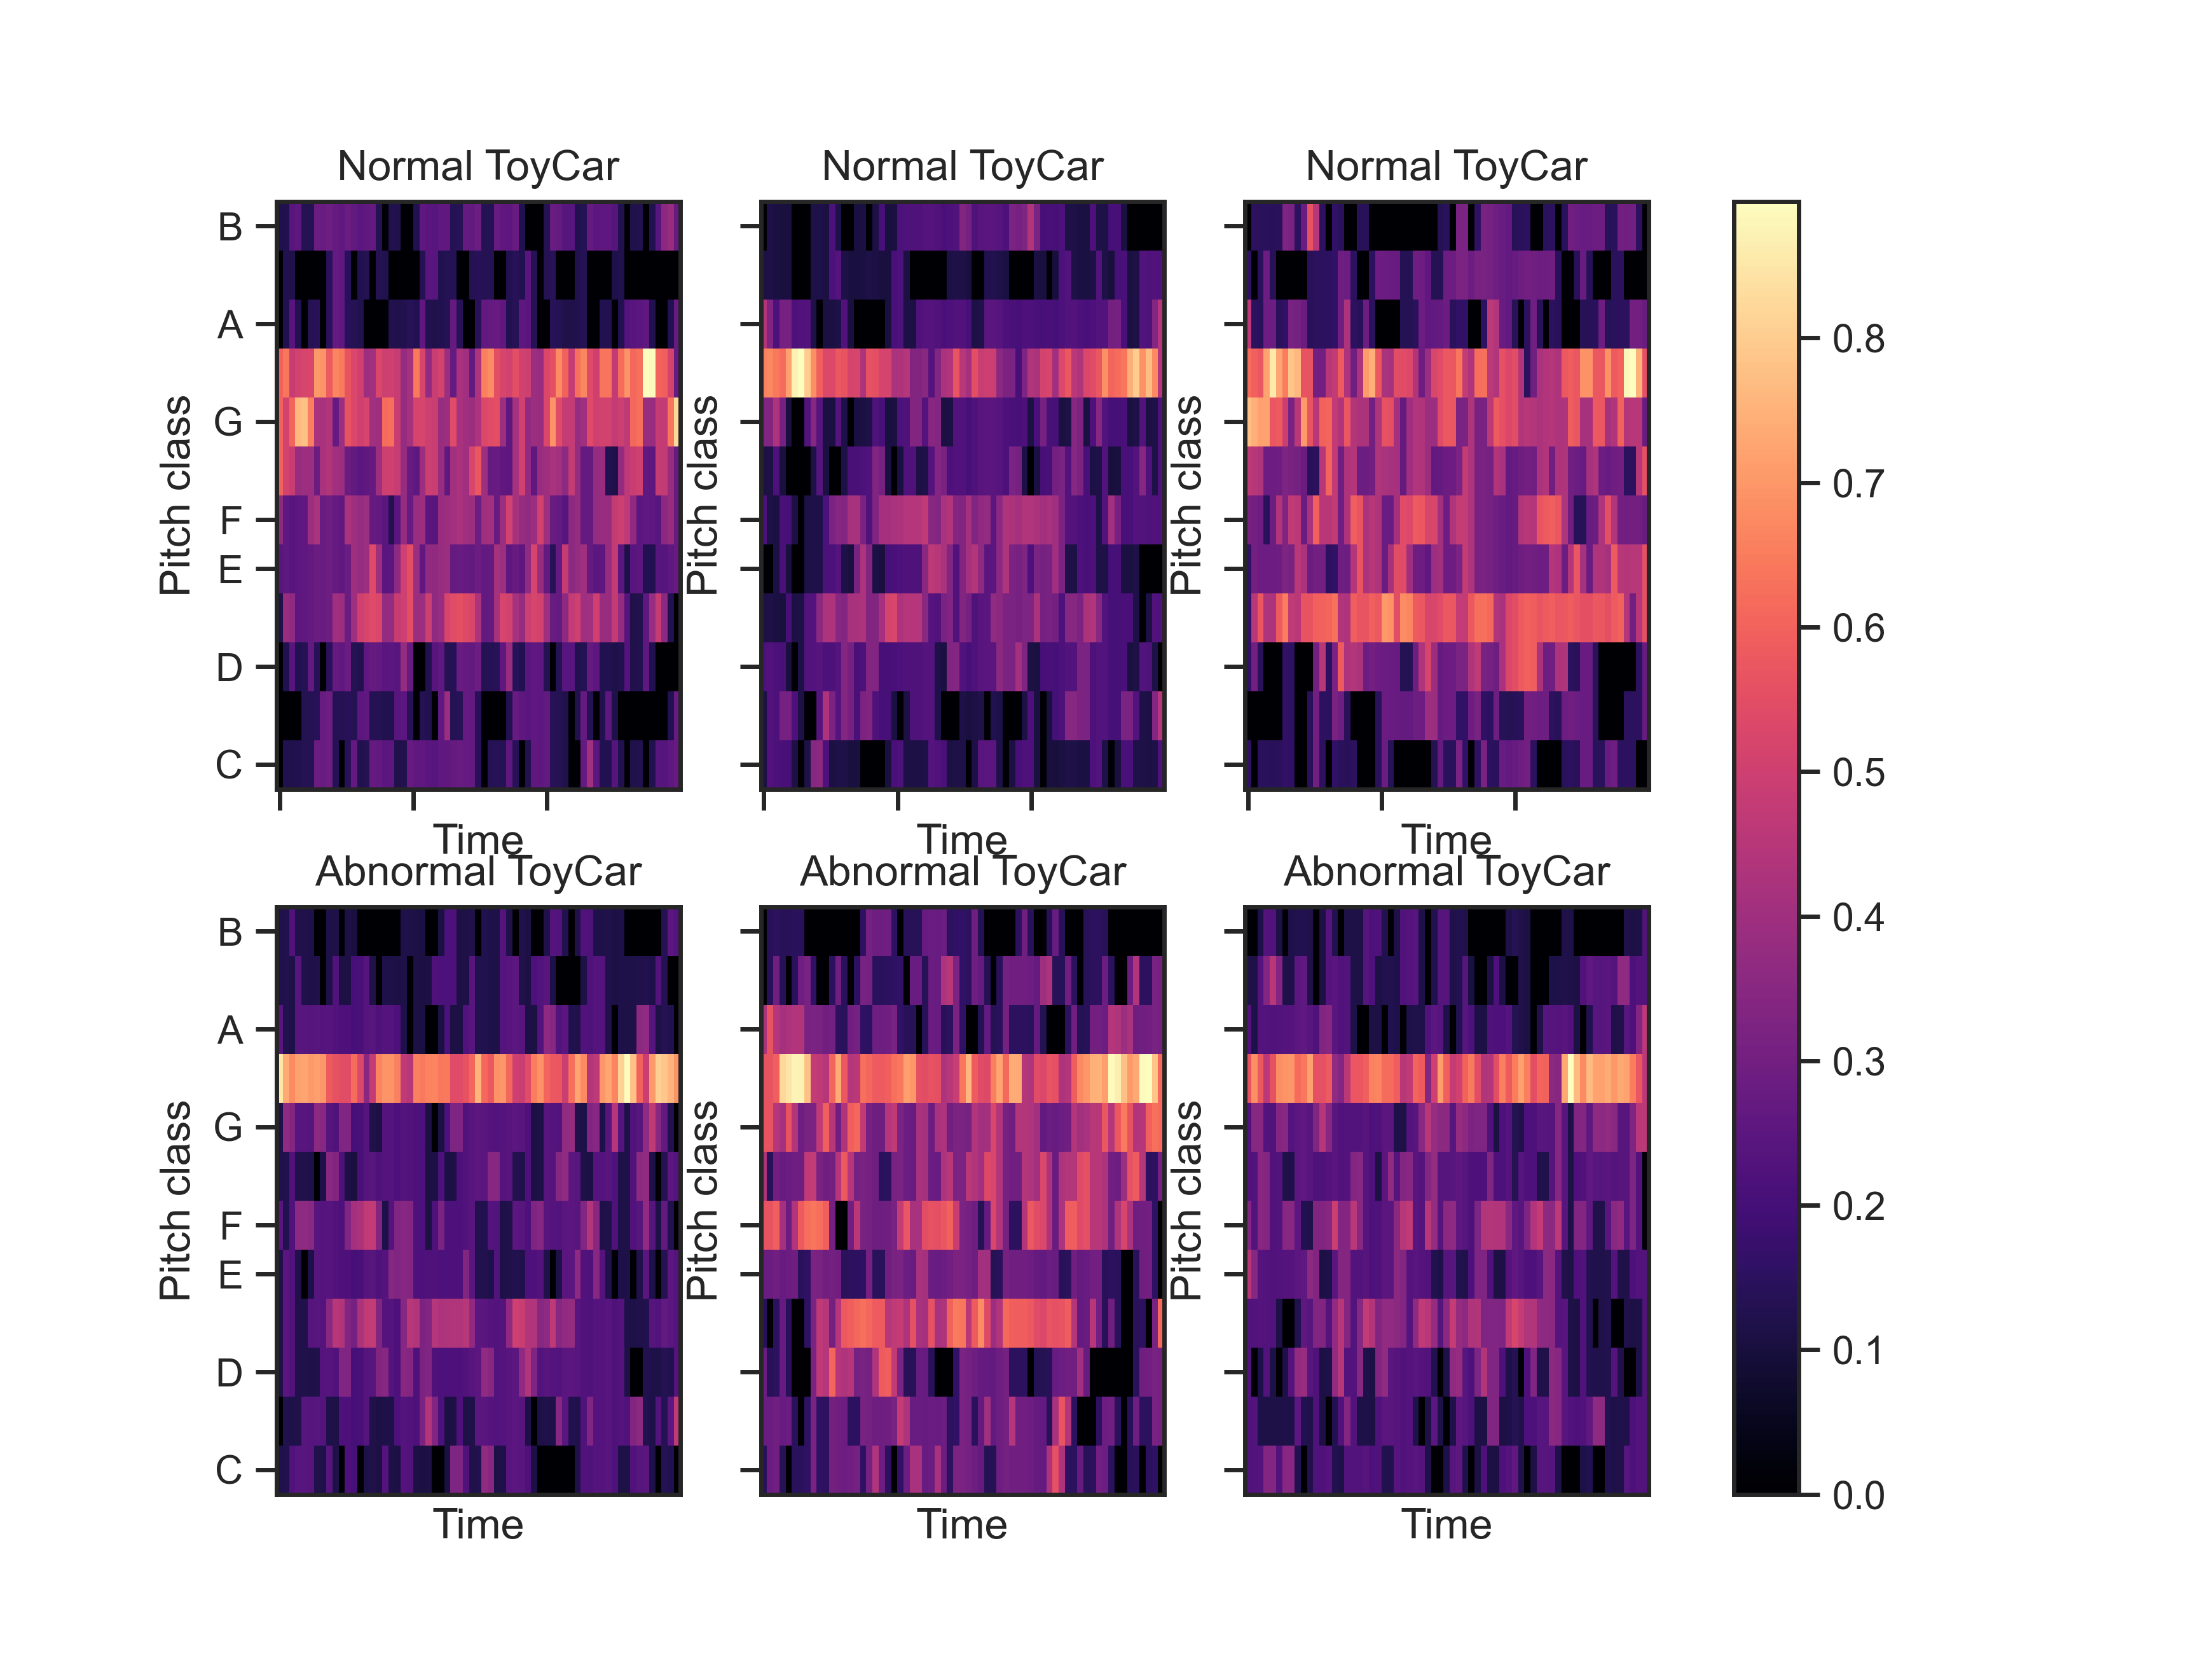 Normal ToyCar
Normal ToyCar
Normal ToyCar
B
A
G
F
E
D
C
Pitch class
Pitch class
Pitch class
Time
Time
Time
Abnormal ToyCar
Abnormal ToyCar
Abnormal ToyCar
B
A
G
F
E
D
C
Pitch class
Pitch class
Pitch class
Time
Time
Time
0.8
0.7
0.6
0.5
0.4
0.3
0.2
0.1
0.0